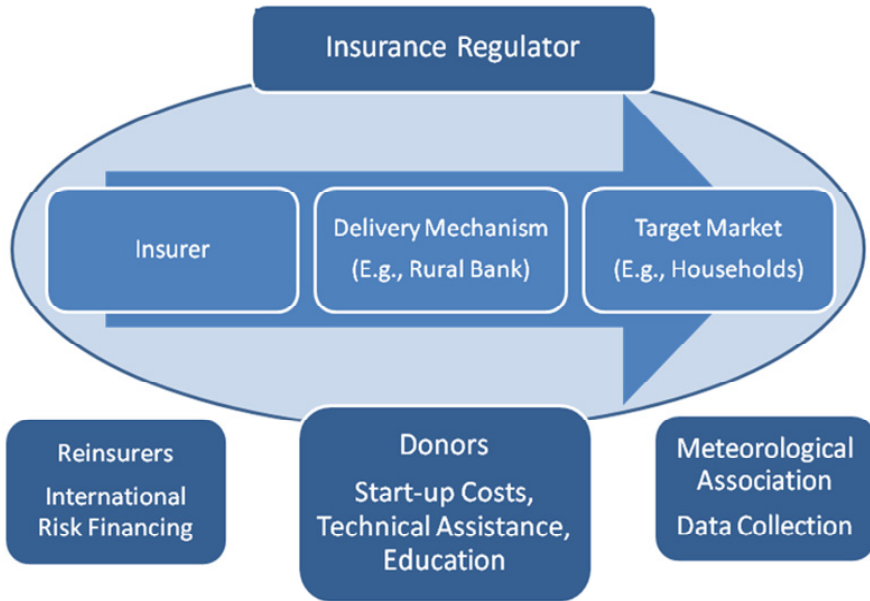 Insurance Regulator
Insurer
Delivery Mechanism
(E.g., Rural Bank)
Target Market
(E.g., Households)
Reinsurers
International
Risk Financing
Donors
Start-up Costs,
Technical Assistance,
Education
Meteorological
Association
Data Collection